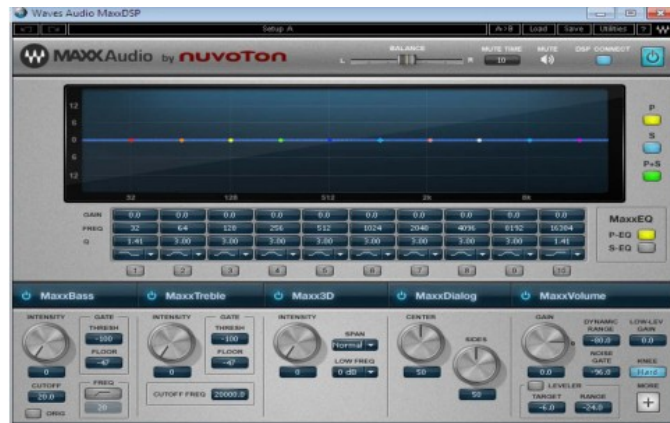 Waves Audio MaxxDSP
Setup A
A>B Load Save Utilities ?
MAXXAudio by nuvoTon
BALANCE
L R
MUTE TIME
10
MUTE
DSP CONNECT
P
S
P+S
12
6
0
6
12
32 128 512 2k 8k
GAIN 0.0 0.0 0.0 0.0 0.0 0.0 0.0 0.0 0.0 0.0
FREQ 32 64 128 256 512 1024 2048 4096 8192 16384
Q 1.41 3.00 3.00 3.00 3.00 3.00 3.00 3.00 3.00 1.41
1 2 3 4 5 6 7 8 9 10
MaxxEQ
P-EQ
S-EQ
MaxxBass MaxxTreble Maxx3D MaxxDialog MaxxVolume
INTENSITY
0
CUTOFF
20.0
ORIG
GATE
THRESH
-100
FLOOR
-47
FREQ
20
INTENSITY
0
GATE
THRESH
-100
FLOOR
-47
CUTOFF FREQ 20000.0
INTENSITY
0
SPAN
Normal
LOW FREQ
0 dB
CENTER
50
SIDES
50
GAIN
0.0
DYNAMIC RANGE
-80.0
NOISE GATE
-96.0
LOW-LEV GAIN
0.0
KNEE
Hard
LEVELER
TARGET
-6.0
RANGE
-24.0
MORE
+